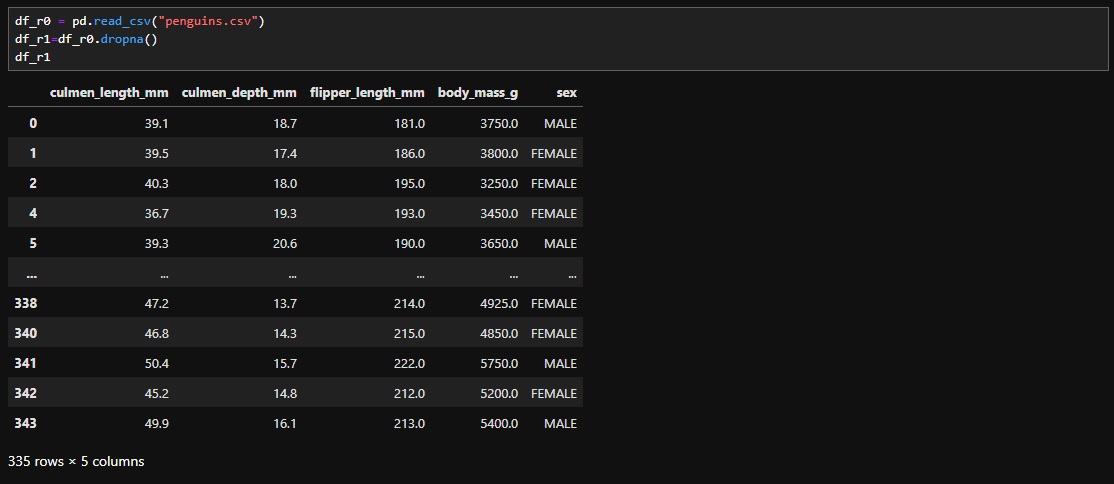 df_r0 = pd.read_csv("penguins.csv")
df_r1=df_r0.dropna()
df_r1
culmen_length_mm culmen_depth_mm flipper_length_mm body_mass_g sex
0 39.1 18.7 181.0 3750.0 MALE
1 39.5 17.4 186.0 3800.0 FEMALE
2 40.3 18.0 195.0 3250.0 FEMALE
4 36.7 19.3 193.0 3450.0 FEMALE
5 39.3 20.6 190.0 3650.0 MALE
... ... ... ... ... ...
338 47.2 13.7 214.0 4925.0 FEMALE
340 46.8 14.3 215.0 4850.0 FEMALE
341 50.4 15.7 222.0 5750.0 MALE
342 45.2 14.8 212.0 5200.0 FEMALE
343 49.9 16.1 213.0 5400.0 MALE
335 rows × 5 columns